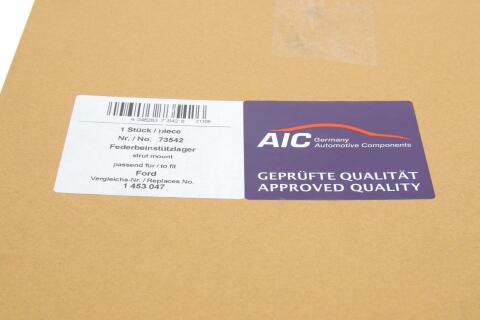 1 Stück / piece
Nr. / No. 73542
Federbeinstützlager
strut mount
passend für / to fit
Ford
Vergleichs-Nr. / Replaces No.
1 453 047
AIC Germany
Automotive Components
GEPRÜFTE QUALITÄT
APPROVED QUALITY